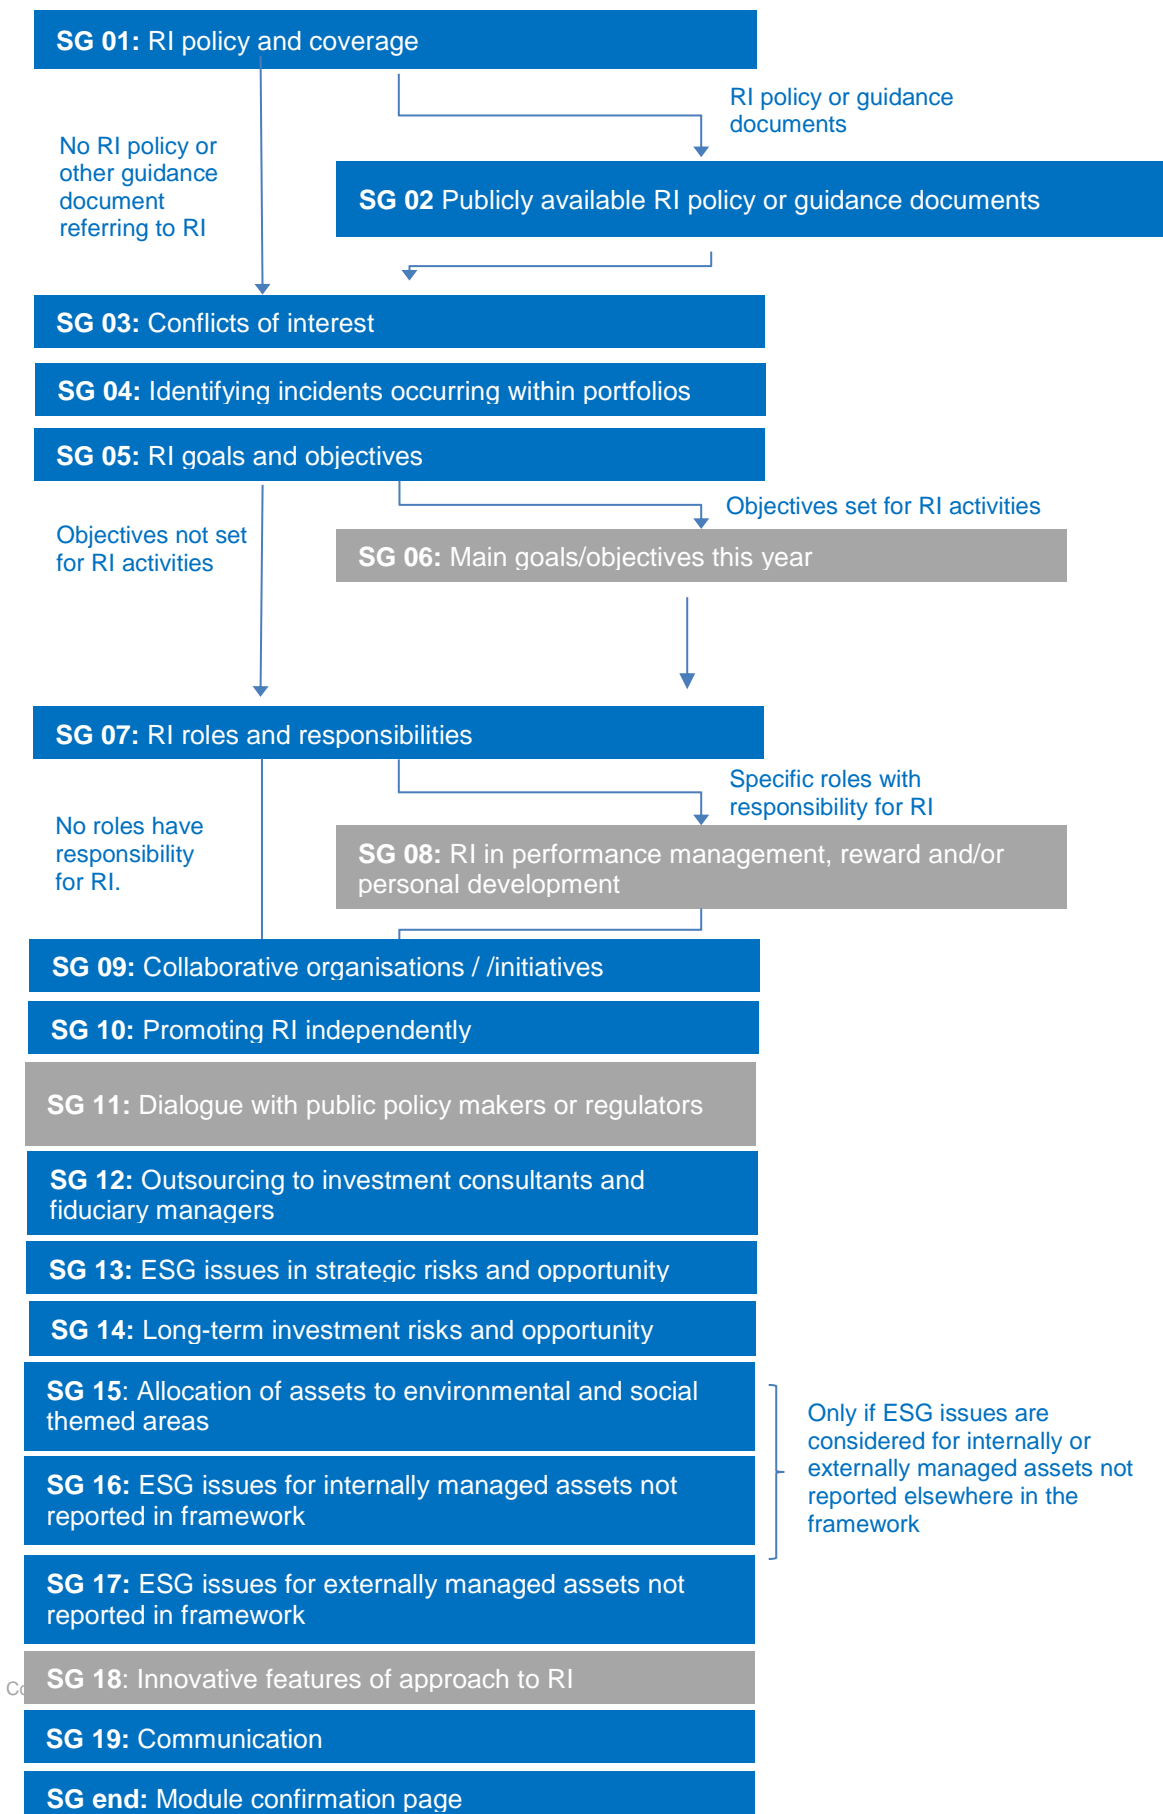 SG 01: RI policy and coverage
RI policy or guidance
documents
No RI policy or
other guidance
document
referring to RI
SG 02 Publicly available RI policy or guidance documents
SG 03: Conflicts of interest
SG 04: Identifying incidents occurring within portfolios
SG 05: RI goals and objectives
Objectives set for RI activities
Objectives not set
for RI activities
SG 06: Main goals/objectives this year
SG 07: RI roles and responsibilities
Specific roles with
responsibility for RI
No roles have
responsibility
for RI.
SG 08: RI in performance management, reward and/or
personal development
SG 09: Collaborative organisations / /initiatives
SG 10: Promoting RI independently
SG 11: Dialogue with public policy makers or regulators
SG 12: Outsourcing to investment consultants and
fiduciary managers
SG 13: ESG issues in strategic risks and opportunity
SG 14: Long-term investment risks and opportunity
SG 15: Allocation of assets to environmental and social
themed areas
Only if ESG issues are
considered for internally or
externally managed assets not
reported elsewhere in the
framework
SG 16: ESG issues for internally managed assets not
reported in framework
SG 17: ESG issues for externally managed assets not
reported in framework
SG 18: Innovative features of approach to RI
SG 19: Communication
SG end: Module confirmation page